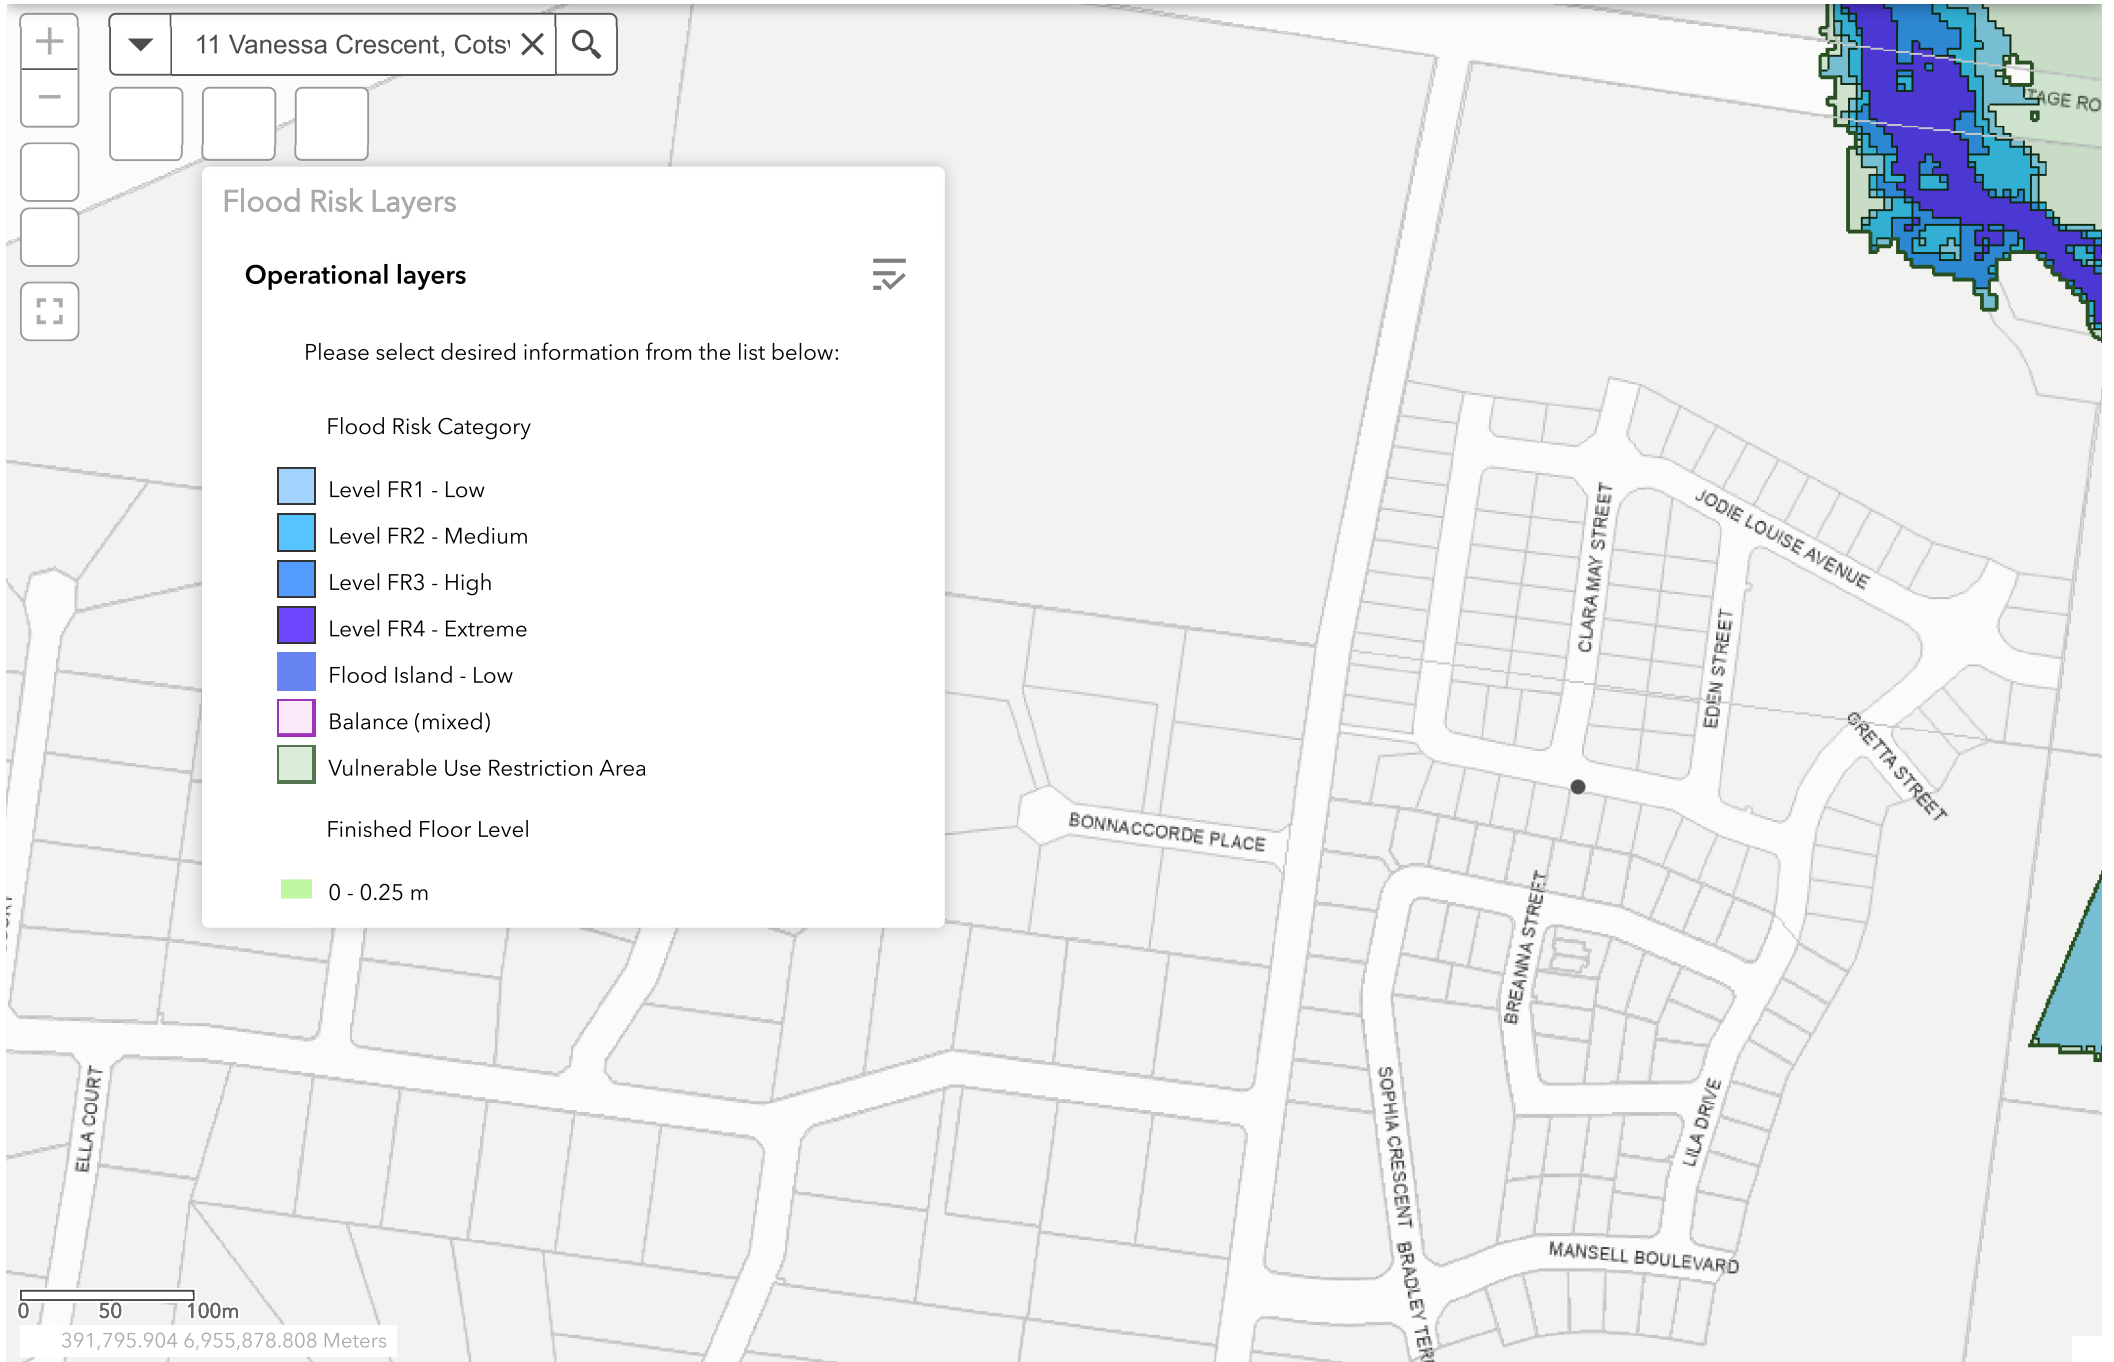 11 Vanessa Crescent, Cots
TAGE RO
Flood Risk Layers
Operational layers
Please select desired information from the list below:
Flood Risk Category
Level FR1 - Low
Level FR2 - Medium
Level FR3 - High
Level FR4 - Extreme
Flood Island - Low
Balance (mixed)
Vulnerable Use Restriction Area
Finished Floor Level
0 - 0.25 m
JODIE LOUISE AVENUE
CLARA MAY STREET
EDEN STREET
GRETTA STREET
BONNACCORDE PLACE
BREANNA STREET
ELLA COURT
SOPHIA CRESCENT
LILA DRIVE
MANSELL BOULEVARD
BRADLEY TER
0 50 100m
391,795.904 6,955,878.808 Meters